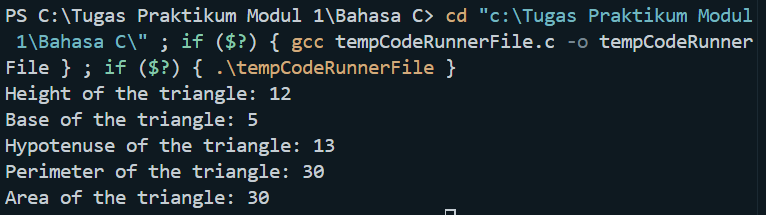 PS C:\Tugas Praktikum Modul 1\Bahasa C> cd "c:\Tugas Praktikum Modul
 1\Bahasa C\" ; if ($?) { gcc tempCodeRunnerFile.c -o tempCodeRunner
File } ; if ($?) { .\tempCodeRunnerFile }
Height of the triangle: 12
Base of the triangle: 5
Hypotenuse of the triangle: 13
Perimeter of the triangle: 30
Area of the triangle: 30